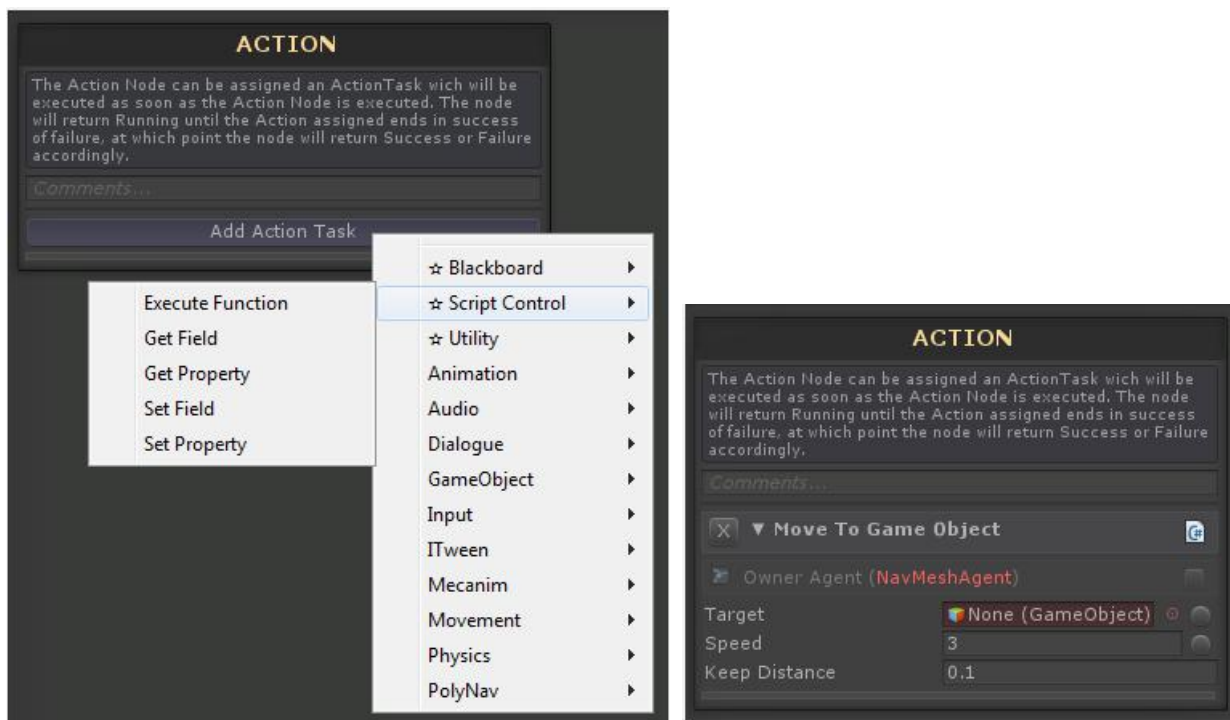 ACTION
The Action Node can be assigned an ActionTask wich will be
executed as soon as the Action Node is executed. The node
will return Running until the Action assigned ends in success
of failure, at which point the node will return Success or Failure
accordingly.
Comments...
Add Action Task
☆ Blackboard
☆ Script Control
☆ Utility
Animation
Audio
Dialogue
GameObject
Input
ITween
Mecanim
Movement
Physics
PolyNav
Execute Function
Get Field
Get Property
Set Field
Set Property
ACTION
The Action Node can be assigned an ActionTask wich will be
executed as soon as the Action Node is executed. The node
will return Running until the Action assigned ends in success
of failure, at which point the node will return Success or Failure
accordingly.
Comments...
X ▼ Move To Game Object C#
Owner Agent (NavMeshAgent)
Target None (GameObject)
Speed 3
Keep Distance 0.1